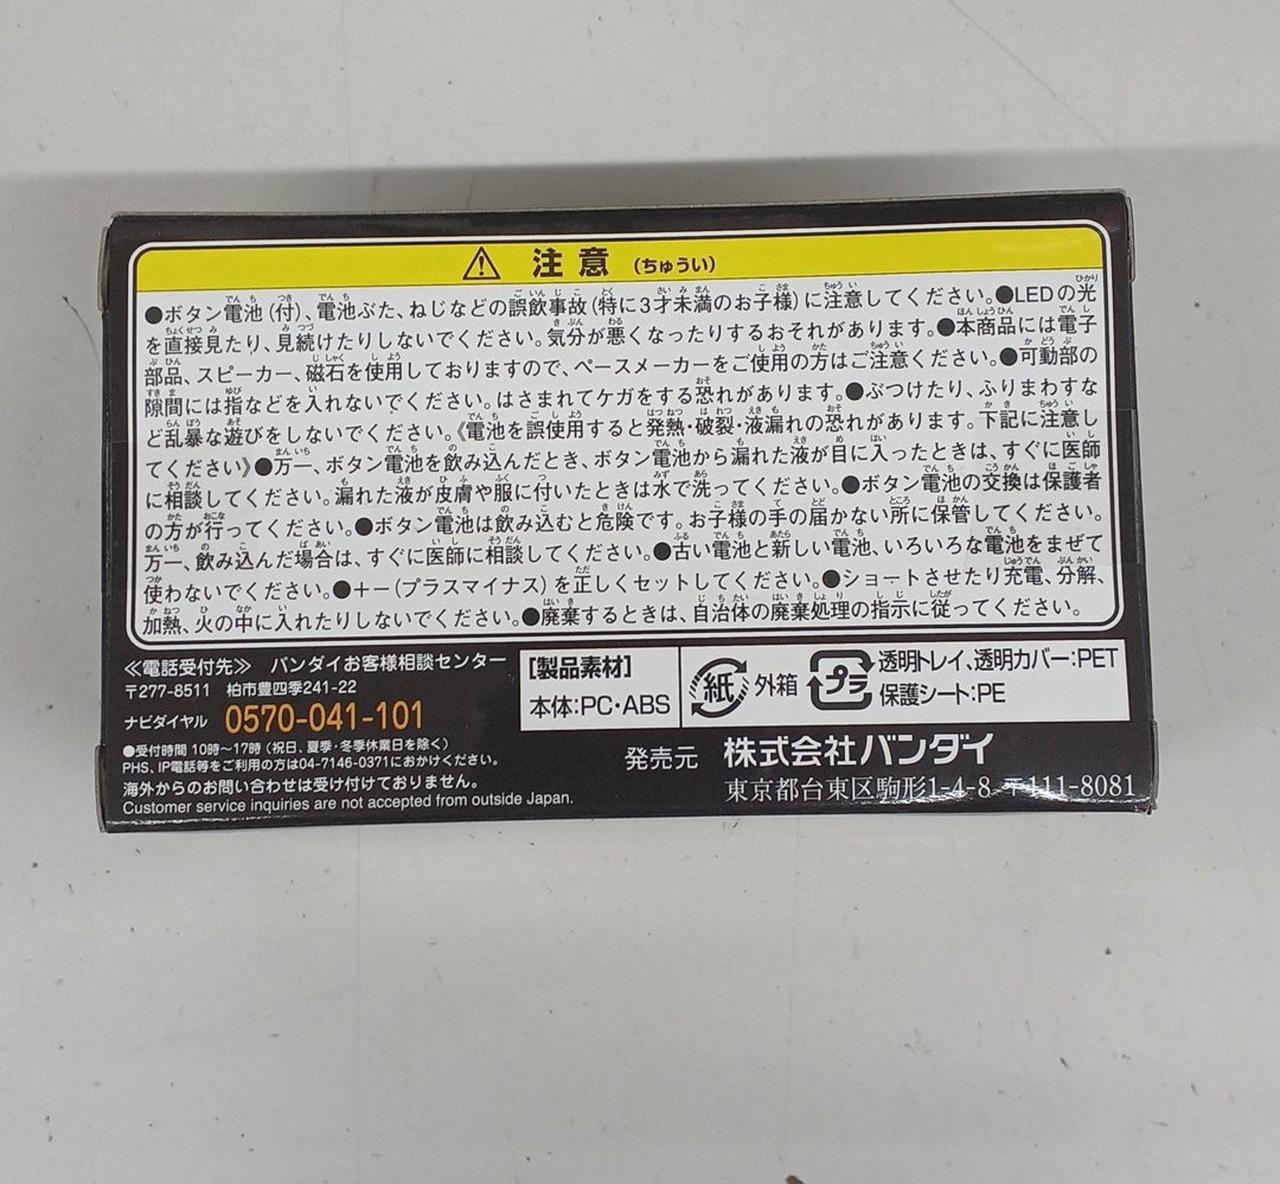 注意（ちゅうい）
●ボタン電池（付）、電池ぶた、ねじなどの誤飲事故（特に3才未満のお子様）に注意してください。●LEDの光
を直接見たり、見続けたりしないでください。気分が悪くなったりするおそれがあります。●本商品には電子
部品、スピーカー、磁石を使用しておりますので、ペースメーカーをご使用の方はご注意ください。●可動部の
隙間には指などを入れないでください。はさまれてケガをする恐れがあります。●ぶつけたり、ふりまわすな
ど乱暴な遊びをしないでください。《電池を誤使用すると発熱・破裂・液漏れの恐れがあります。下記に注意し
てください》●万一、ボタン電池を飲み込んだとき、ボタン電池から漏れた液が目に入ったときは、すぐに医師
に相談してください。漏れた液が皮膚や服に付いたときは水で洗ってください。●ボタン電池の交換は保護者
の方が行ってください。●ボタン電池は飲み込むと危険です。お子様の手の届かない所に保管してください。
万一、飲み込んだ場合は、すぐに医師に相談してください。●古い電池と新しい電池、いろいろな電池をまぜて
使わないでください。●＋－（プラスマイナス）を正しくセットしてください。●ショートさせたり充電、分解、
加熱、火の中に入れたりしないでください。●廃棄するときは、自治体の廃棄処理の指示に従ってください。
≪電話受付先≫ バンダイお客様相談センター
〒277-8511 柏市豊四季241-22
ナビダイヤル 0570-041-101
●受付時間 10時～17時（祝日、夏季・冬季休業日を除く）
PHS、IP電話等をご利用の方は04-7146-0371におかけください。
海外からのお問い合わせは受け付けておりません。
Customer service inquiries are not accepted from outside Japan.
[製品素材]
本体：PC・ABS
紙 外箱
プラ 透明トレイ、透明カバー：PET
保護シート：PE
発売元 株式会社バンダイ
東京都台東区駒形1-4-8 〒111-8081